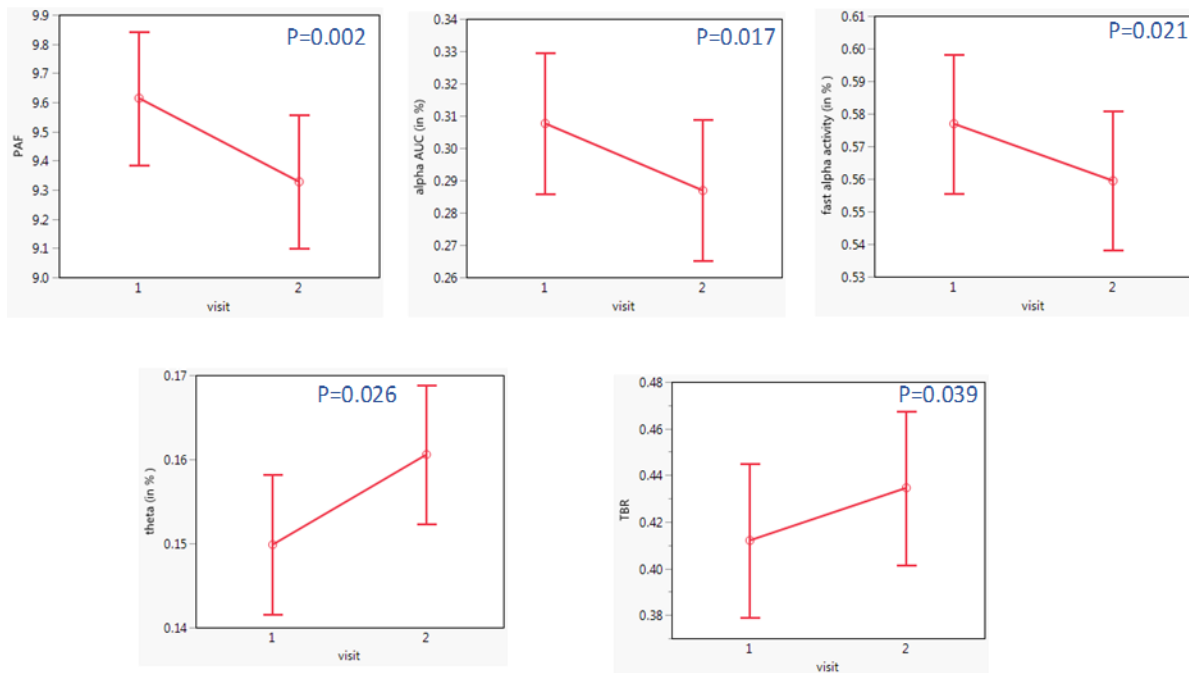 P=0.002
PAF
9.9
9.8
9.7
9.6
9.5
9.4
9.3
9.2
9.1
9.0
1 2
visit
P=0.017
alpha AUC (in %)
0.34
0.33
0.32
0.31
0.30
0.29
0.28
0.27
0.26
1 2
visit
P=0.021
fast alpha activity (in %)
0.61
0.60
0.59
0.58
0.57
0.56
0.55
0.54
0.53
1 2
visit
P=0.026
theta (in %)
0.17
0.16
0.15
0.14
1 2
visit
P=0.039
TBR
0.48
0.46
0.44
0.42
0.40
0.38
1 2
visit